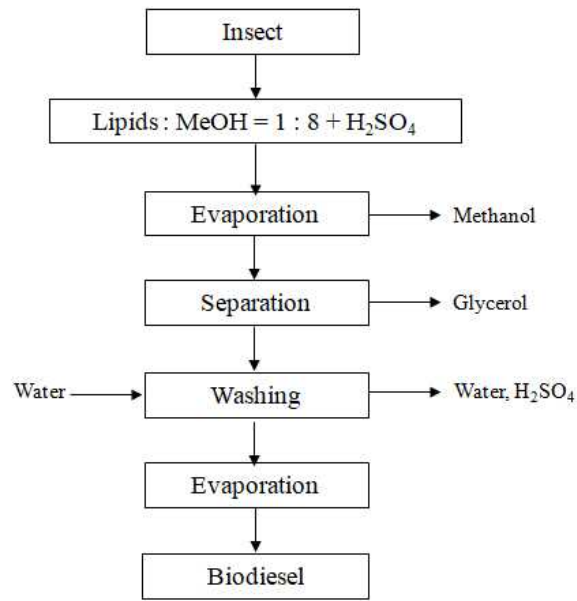 Insect
Lipids : MeOH = 1 : 8 + H₂SO₄
Evaporation
Methanol
Separation
Glycerol
Water
Washing
Water, H₂SO₄
Evaporation
Biodiesel